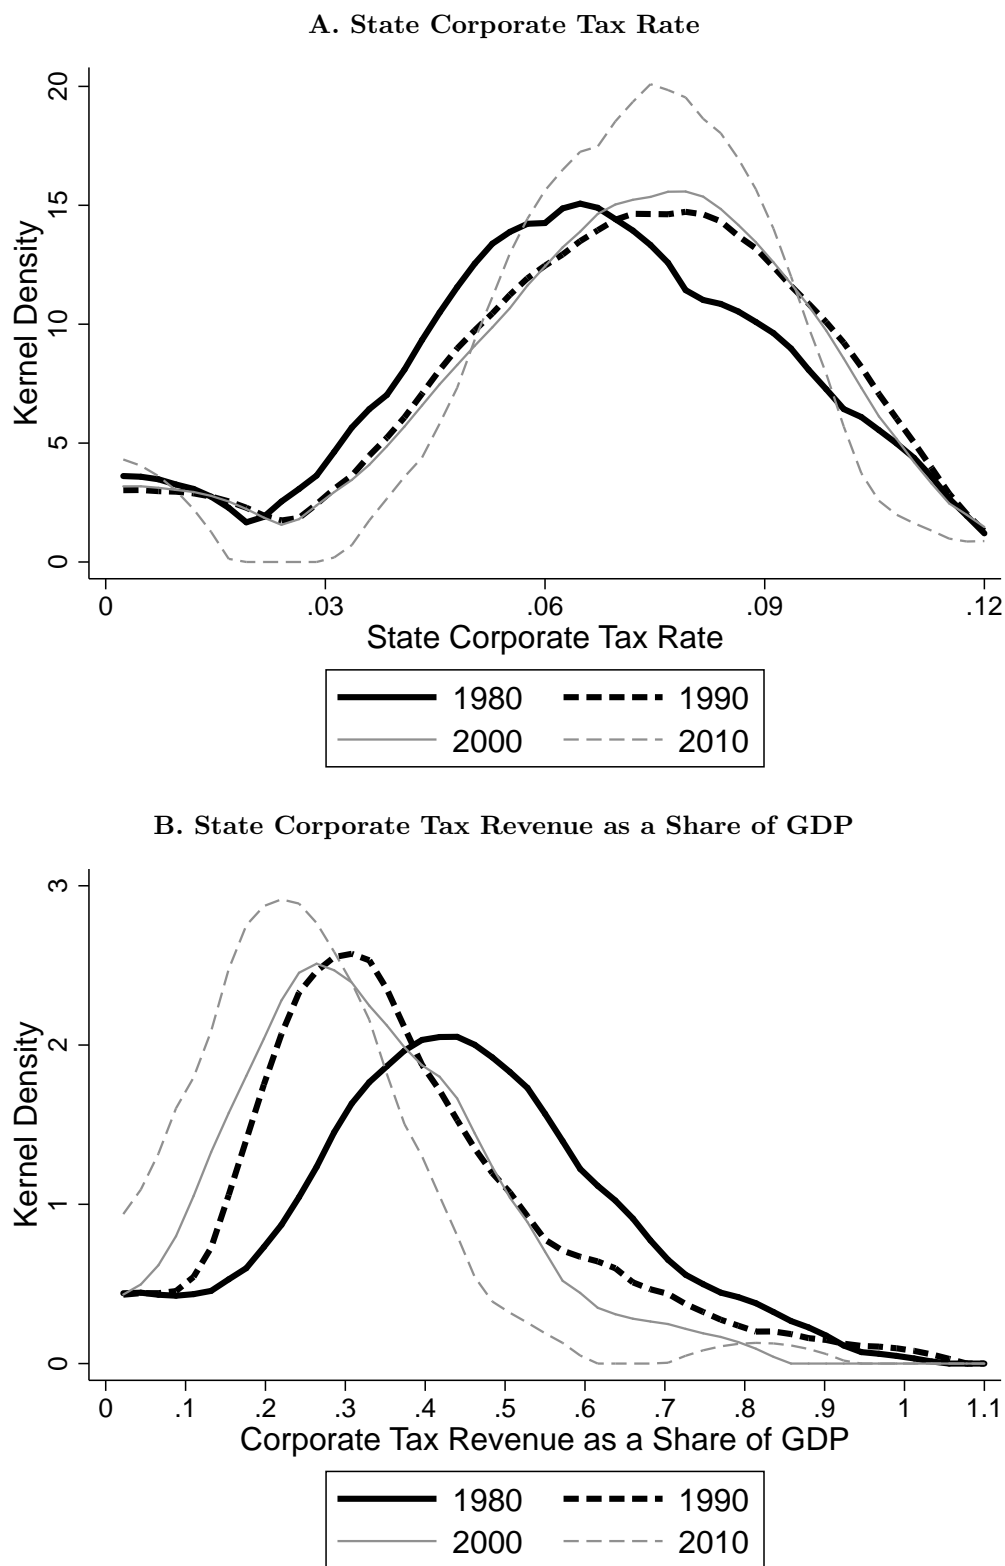 A. State Corporate Tax Rate
Kernel Density
20
15
10
5
0
0 .03 .06 .09 .12
State Corporate Tax Rate
1980 1990
2000 2010
B. State Corporate Tax Revenue as a Share of GDP
Kernel Density
3
2
1
0
0 .1 .2 .3 .4 .5 .6 .7 .8 .9 1 1.1
Corporate Tax Revenue as a Share of GDP
1980 1990
2000 2010